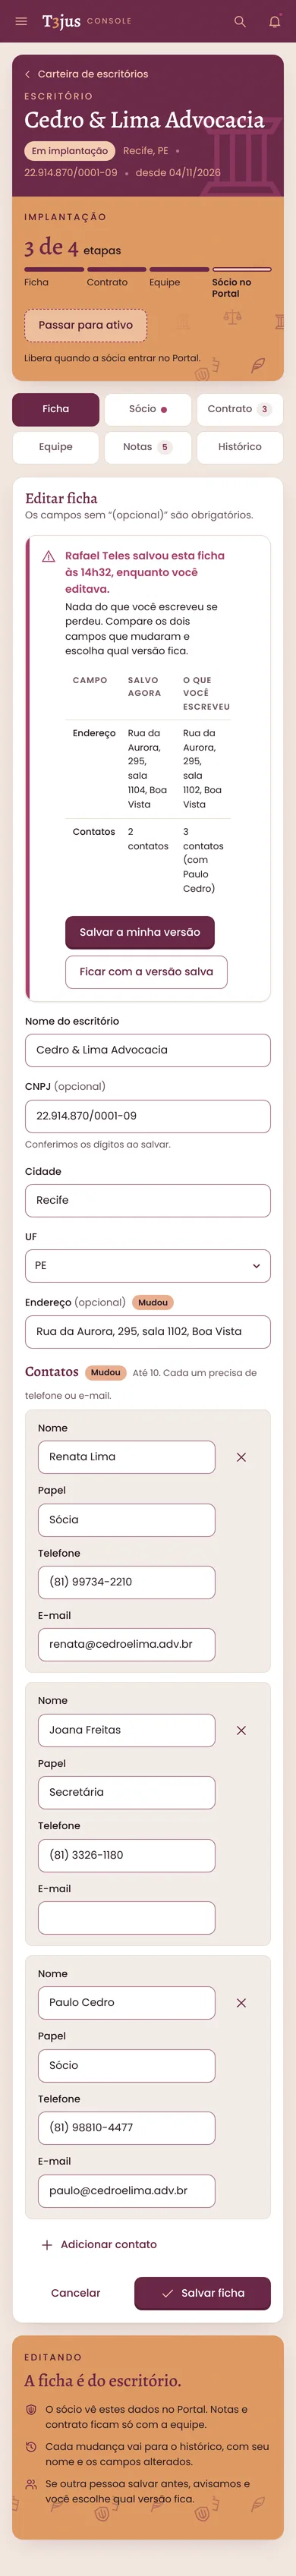 T3jus CONSOLE
Carteira de escritórios
ESCRITÓRIO
Cedro & Lima Advocacia
Em implantação Recife, PE •
22.914.870/0001-09 • desde 04/11/2026
IMPLANTAÇÃO
3 de 4 etapas
Ficha Contrato Equipe Sócio no
Portal
Passar para ativo
Libera quando a sócia entrar no Portal.
Ficha Sócio Contrato 3
Equipe Notas 5 Histórico
Editar ficha
Os campos sem “(opcional)” são obrigatórios.
Rafael Teles salvou esta ficha
às 14h32, enquanto você
editava.
Nada do que você escreveu se
perdeu. Compare os dois
campos que mudaram e
escolha qual versão fica.
CAMPO SALVO O QUE
AGORA VOCÊ
ESCREVEU
Endereço Rua da Rua da
Aurora, Aurora,
295, 295,
sala sala
1104, Boa 1102, Boa
Vista Vista
Contatos 2 3
contatos contatos
(com
Paulo
Cedro)
Salvar a minha versão
Ficar com a versão salva
Nome do escritório
Cedro & Lima Advocacia
CNPJ (opcional)
22.914.870/0001-09
Conferimos os dígitos ao salvar.
Cidade
Recife
UF
PE
Endereço (opcional) Mudou
Rua da Aurora, 295, sala 1102, Boa Vista
Contatos Mudou Até 10. Cada um precisa de
telefone ou e-mail.
Nome
Renata Lima
Papel
Sócia
Telefone
(81) 99734-2210
E-mail
renata@cedroelima.adv.br
Nome
Joana Freitas
Papel
Secretária
Telefone
(81) 3326-1180
E-mail
Nome
Paulo Cedro
Papel
Sócio
Telefone
(81) 98810-4477
E-mail
paulo@cedroelima.adv.br
Adicionar contato
Cancelar Salvar ficha
EDITANDO
A ficha é do escritório.
O sócio vê estes dados no Portal. Notas e
contrato ficam só com a equipe.
Cada mudança vai para o histórico, com seu
nome e os campos alterados.
Se outra pessoa salvar antes, avisamos e
você escolhe qual versão fica.